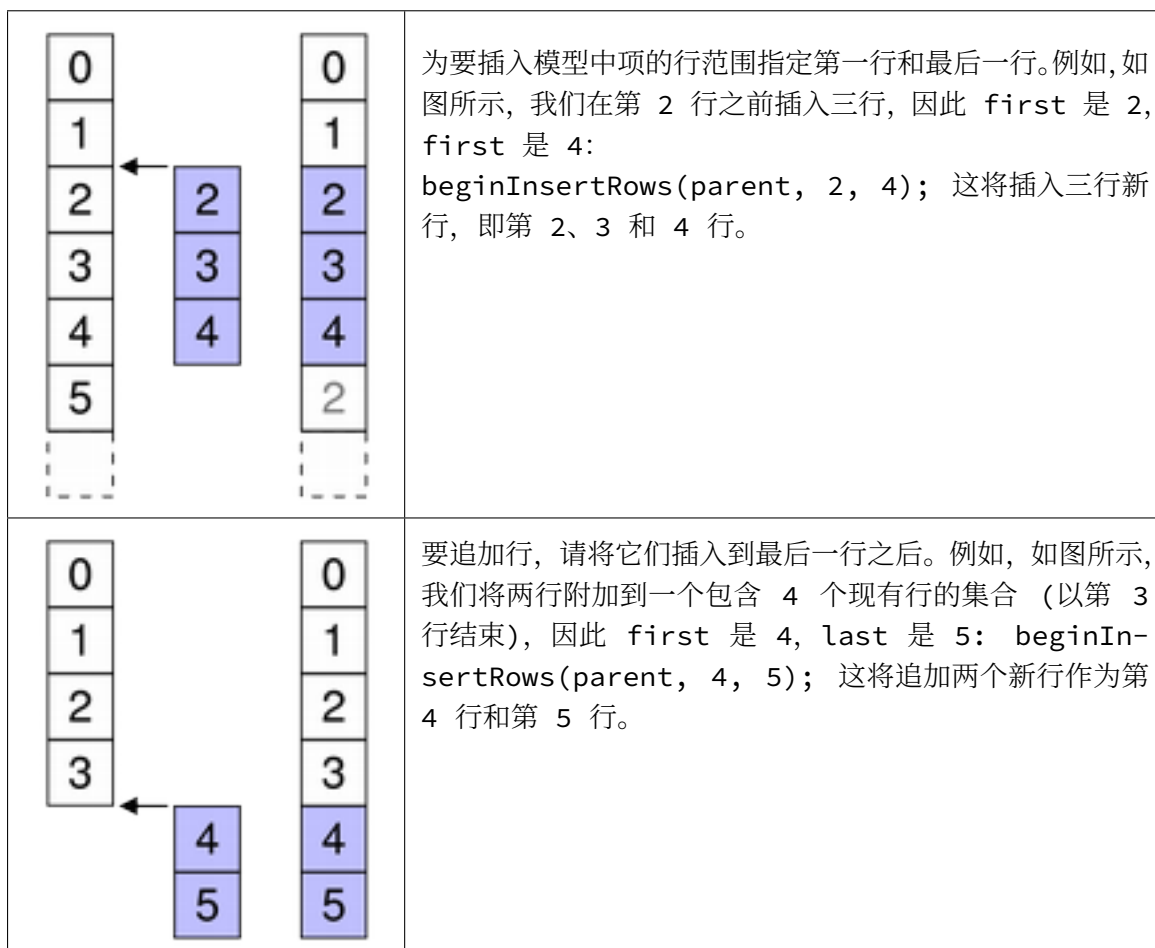 0
1
2
3
4
5
2
3
4
0
1
2
3
4
2
为要插入模型中项的行范围指定第一行和最后一行。例如,如
图所示, 我们在第 2 行之前插入三行, 因此 first 是 2,
first 是 4:
beginInsertRows(parent, 2, 4); 这将插入三行新
行, 即第 2、3 和 4 行。
0
1
2
3
4
5
0
1
2
3
4
5
要追加行, 请将它们插入到最后一行之后。例如, 如图所示,
我们将两行附加到一个包含 4 个现有行的集合 (以第 3
行结束), 因此 first 是 4, last 是 5: beginIn-
sertRows(parent, 4, 5); 这将追加两个新行作为第
4 行和第 5 行。